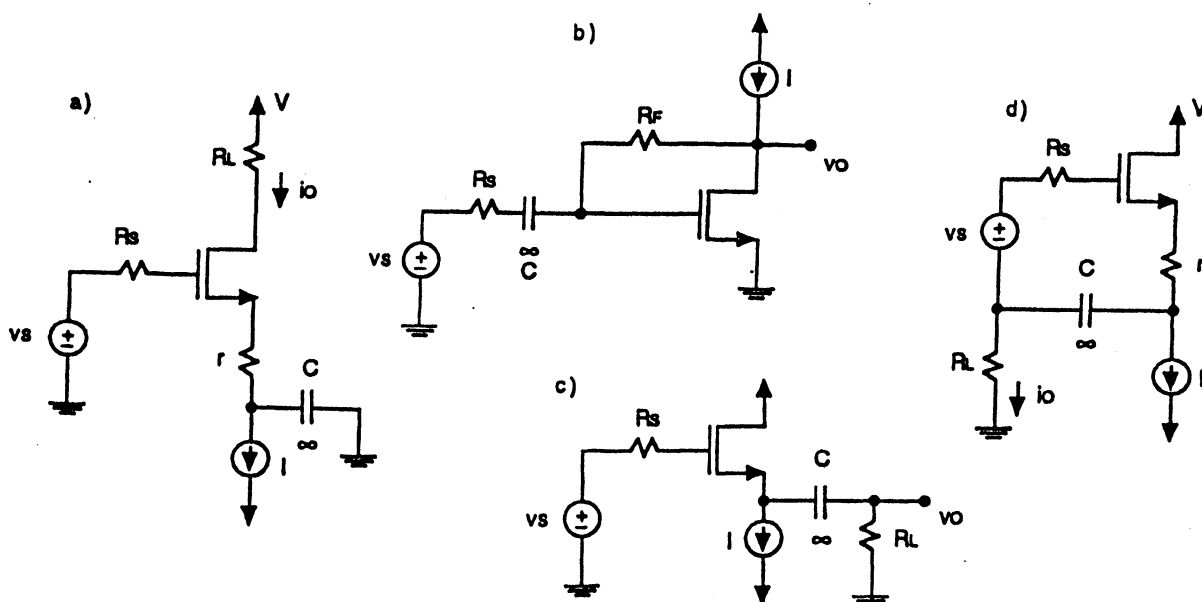 a)
V
RL
io
Rs
vs
r
C
∞
I
b)
I
RF
vo
Rs
∞
C
vs
c)
Rs
vs
C
∞
I
RL
vo
d)
V
Rs
vs
r
C
∞
RL
io
I